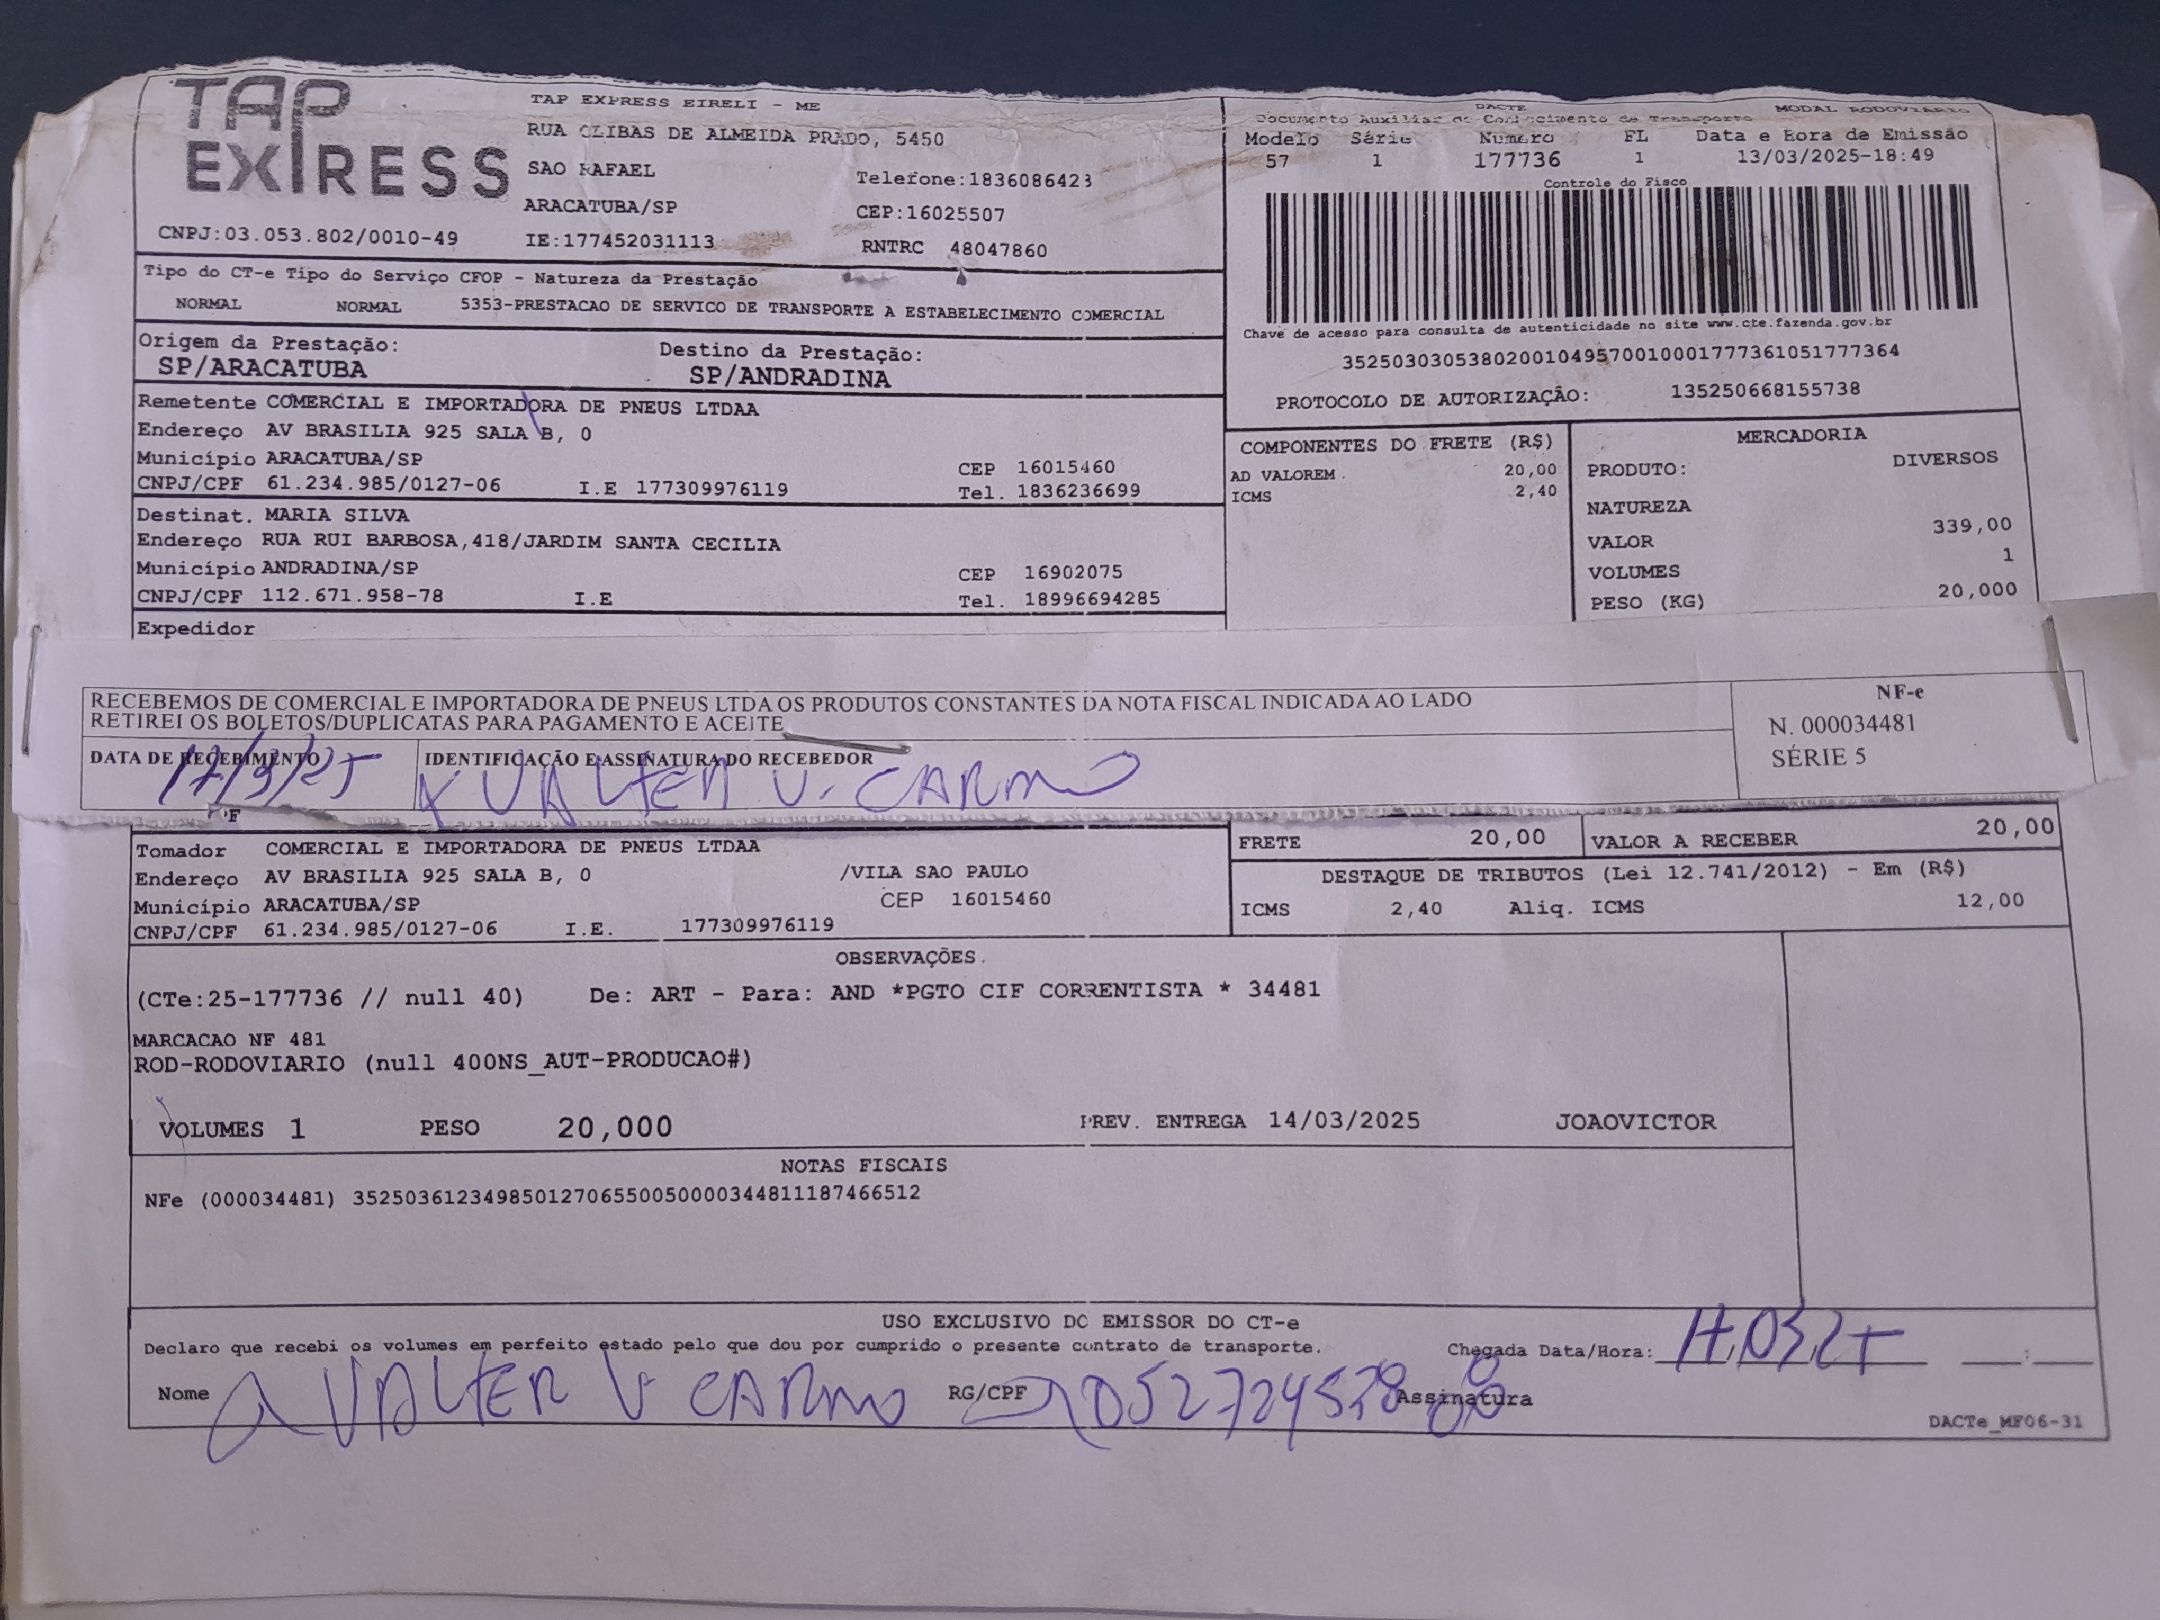 TAP EXPRESS
TAP EXPRESS EIRELI - ME
RUA CLIBAS DE ALMEIDA PRADO, 5450
SAO RAFAEL
Telefone:1836086423
ARACATUBA/SP
CEP:16025507
CNPJ:03.053.802/0010-49
IE:177452031113
RNTRC 48047860
DACTE
MODAL RODOVIARIO
Documento Auxiliar do Conhecimento de Transporte
Modelo Série Número FL Data e Hora de Emissão
57 1 177736 1 13/03/2025-18:49
Controle do Fisco
Chave de acesso para consulta de autenticidade no site www.cte.fazenda.gov.br
35250303053802001049570010001777361051777364
PROTOCOLO DE AUTORIZAÇÃO: 135250668155738
Tipo do CT-e Tipo do Serviço CFOP - Natureza da Prestação
NORMAL NORMAL 5353-PRESTACAO DE SERVICO DE TRANSPORTE A ESTABELECIMENTO COMERCIAL
Origem da Prestação: Destino da Prestação:
SP/ARACATUBA SP/ANDRADINA
Remetente COMERCIAL E IMPORTADORA DE PNEUS LTDAA
Endereço AV BRASILIA 925 SALA B, 0
Município ARACATUBA/SP CEP 16015460
CNPJ/CPF 61.234.985/0127-06 I.E 177309976119 Tel. 1836236699
Destinat. MARIA SILVA
Endereço RUA RUI BARBOSA,418/JARDIM SANTA CECILIA
Município ANDRADINA/SP CEP 16902075
CNPJ/CPF 112.671.958-78 I.E Tel. 18996694285
Expedidor
COMPONENTES DO FRETE (R$)
AD VALOREM. 20,00
ICMS 2,40
MERCADORIA
PRODUTO: DIVERSOS
NATUREZA
VALOR 339,00
VOLUMES 1
PESO (KG) 20,000
RECEBEMOS DE COMERCIAL E IMPORTADORA DE PNEUS LTDA OS PRODUTOS CONSTANTES DA NOTA FISCAL INDICADA AO LADO
RETIREI OS BOLETOS/DUPLICATAS PARA PAGAMENTO E ACEITE
NF-e
N. 000034481
SÉRIE 5
DATA DE RECEBIMENTO IDENTIFICAÇÃO E ASSINATURA DO RECEBEDOR
17/3/25 X VALTER V. CARMO
Tomador COMERCIAL E IMPORTADORA DE PNEUS LTDAA
Endereço AV BRASILIA 925 SALA B, 0 /VILA SAO PAULO
Município ARACATUBA/SP CEP 16015460
CNPJ/CPF 61.234.985/0127-06 I.E. 177309976119
FRETE 20,00 VALOR A RECEBER 20,00
DESTAQUE DE TRIBUTOS (Lei 12.741/2012) - Em (R$)
ICMS 2,40 Aliq. ICMS 12,00
OBSERVAÇÕES.
(CTe:25-177736 // null 40) De: ART - Para: AND *PGTO CIF CORRENTISTA * 34481
MARCACAO NF 481
ROD-RODOVIARIO (null 400NS_AUT-PRODUCAO#)
VOLUMES 1 PESO 20,000 PREV. ENTREGA 14/03/2025 JOAOVICTOR
NOTAS FISCAIS
NFe (000034481) 35250361234985012706550050000344811187466512
USO EXCLUSIVO DO EMISSOR DO CT-e
Declaro que recebi os volumes em perfeito estado pelo que dou por cumprido o presente contrato de transporte. Chegada Data/Hora:
Nome VALTER V CARMO RG/CPF Assinatura
DACTe_MF06-31